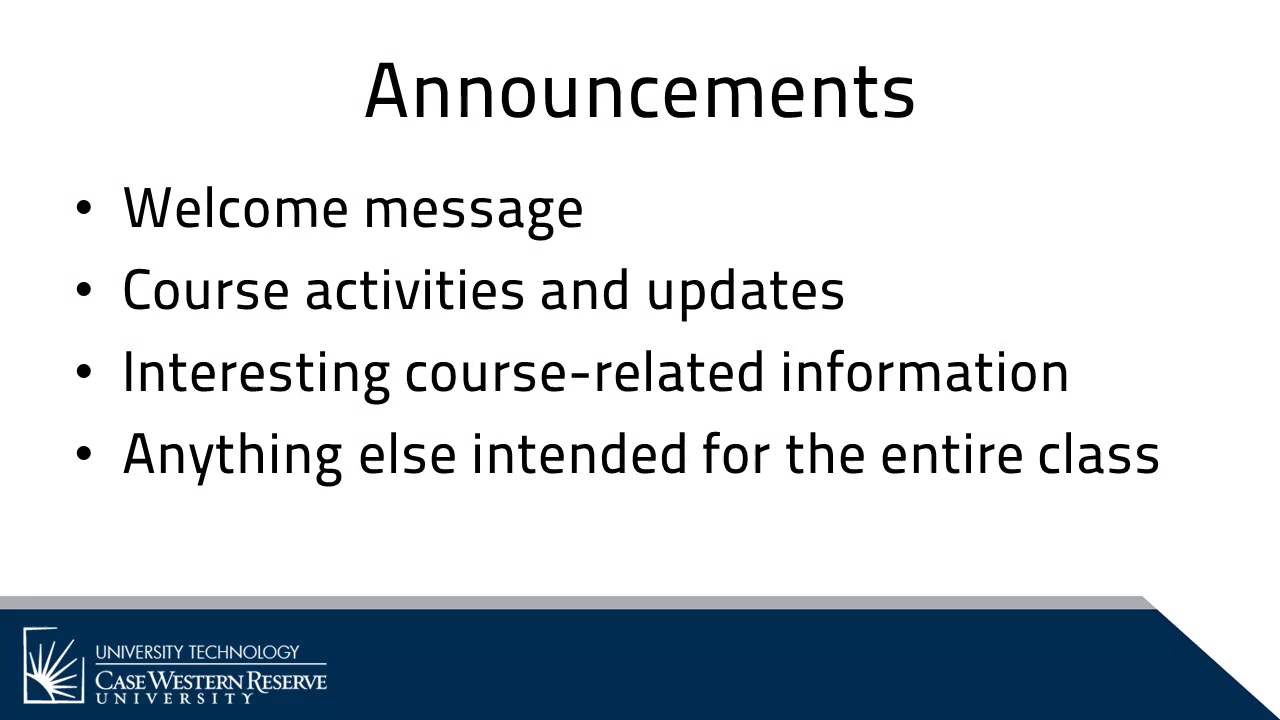 Announcements
• Welcome message
• Course activities and updates
• Interesting course-related information
• Anything else intended for the entire class
UNIVERSITY TECHNOLOGY
CASE WESTERN RESERVE
UNIVERSITY